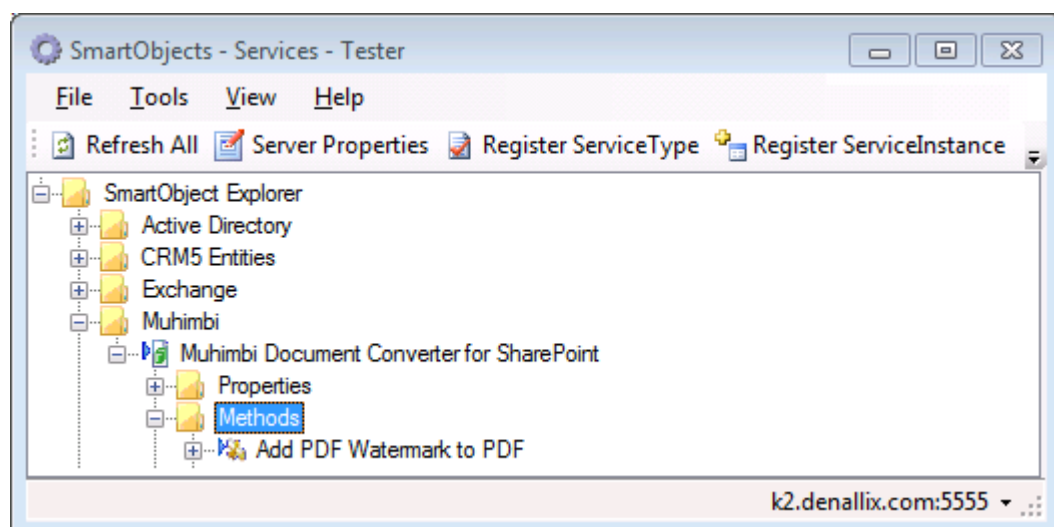 SmartObjects - Services - Tester
File Tools View Help
Refresh All Server Properties Register ServiceType Register ServiceInstance
SmartObject Explorer
Active Directory
CRM5 Entities
Exchange
Muhimbi
Muhimbi Document Converter for SharePoint
Properties
Methods
Add PDF Watermark to PDF
k2.denallix.com:5555